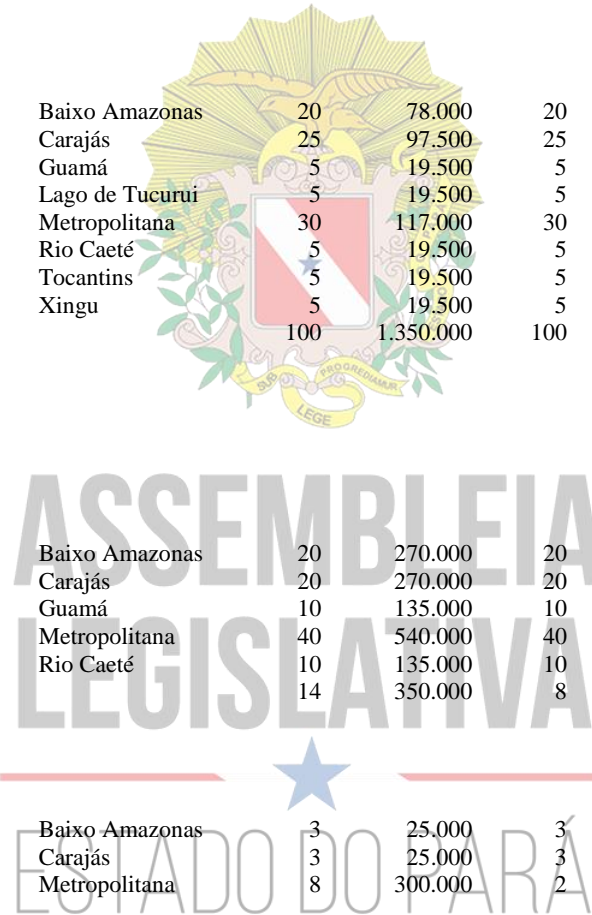 Baixo Amazonas 20 78.000 20
Carajás 25 97.500 25
Guamá 5 19.500 5
Lago de Tucurui 5 19.500 5
Metropolitana 30 117.000 30
Rio Caeté 5 19.500 5
Tocantins 5 19.500 5
Xingu 5 19.500 5
100 1.350.000 100
SUB LEGE PROGREDIAMUR
ASSEMBLEIA
Baixo Amazonas 20 270.000 20
Carajás 20 270.000 20
Guamá 10 135.000 10
Metropolitana 40 540.000 40
Rio Caeté 10 135.000 10
LEGISLATIVA
14 350.000 8
Baixo Amazonas 3 25.000 3
Carajás 3 25.000 3
Metropolitana 8 300.000 2
ESTADO DO PARÁ